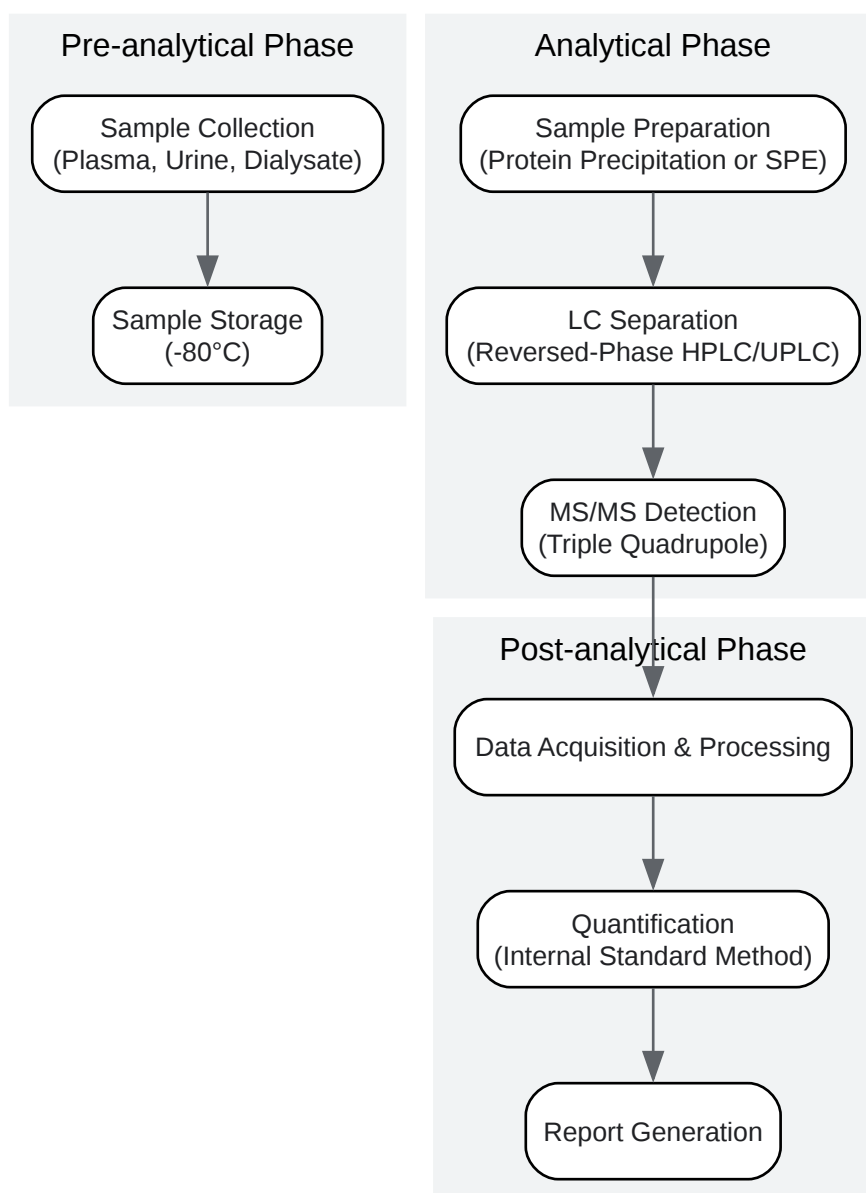 Pre-analytical Phase
Sample Collection
(Plasma, Urine, Dialysate)
Sample Storage
(-80°C)
Analytical Phase
Sample Preparation
(Protein Precipitation or SPE)
LC Separation
(Reversed-Phase HPLC/UPLC)
MS/MS Detection
(Triple Quadrupole)
Post-analytical Phase
Data Acquisition & Processing
Quantification
(Internal Standard Method)
Report Generation